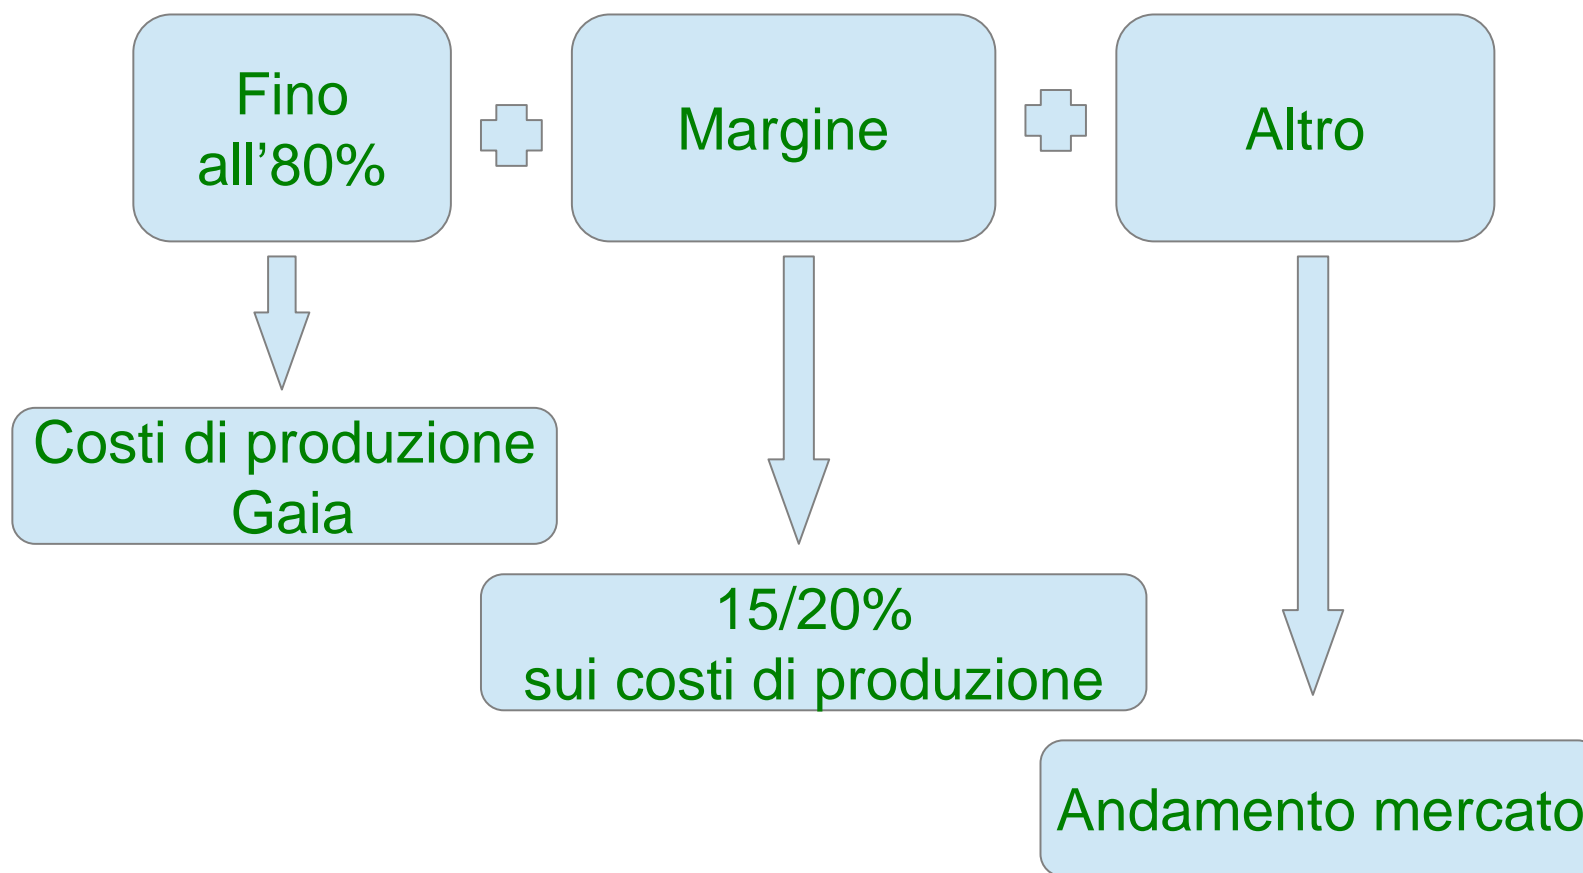 Fino
all’80%
Margine
Altro
Costi di produzione
Gaia
15/20%
sui costi di produzione
Andamento mercato